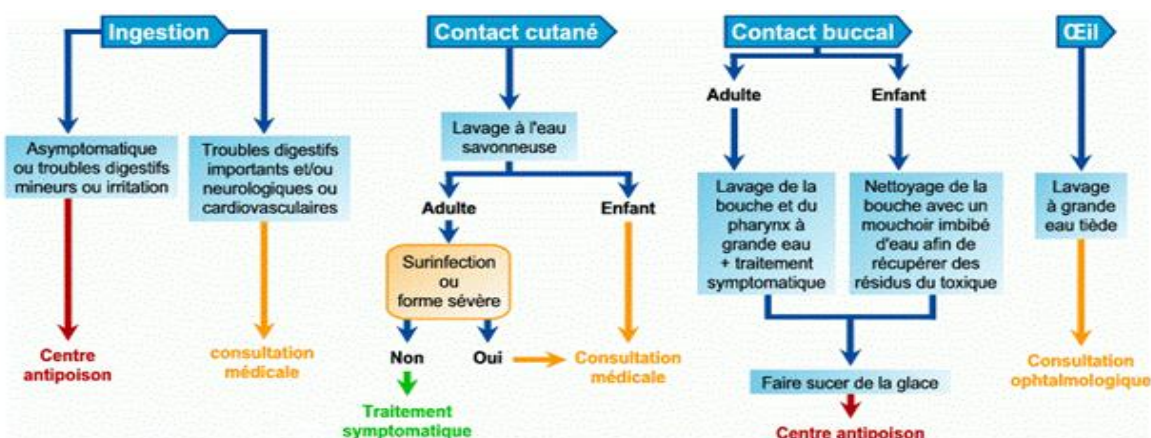 Ingestion
Asymptomatique
ou troubles digestifs
mineurs ou irritation
Centre
antipoison
Troubles digestifs
importants et/ou
neurologiques ou
cardiovasculaires
consultation
médicale
Contact cutané
Lavage à l'eau
savonneuse
Adulte
Enfant
Surinfection
ou
forme sévère
Non
Oui
Consultation
médicale
Traitement
symptomatique
Contact buccal
Adulte
Enfant
Lavage de la
bouche et du
pharynx à
grande eau
+ traitement
symptomatique
Nettoyage de la
bouche avec un
mouchoir imbibé
d'eau afin de
récupérer des
résidus du toxique
Faire sucer de la glace
Centre antipoison
Œil
Lavage
à grande
eau tiède
Consultation
ophtalmologique